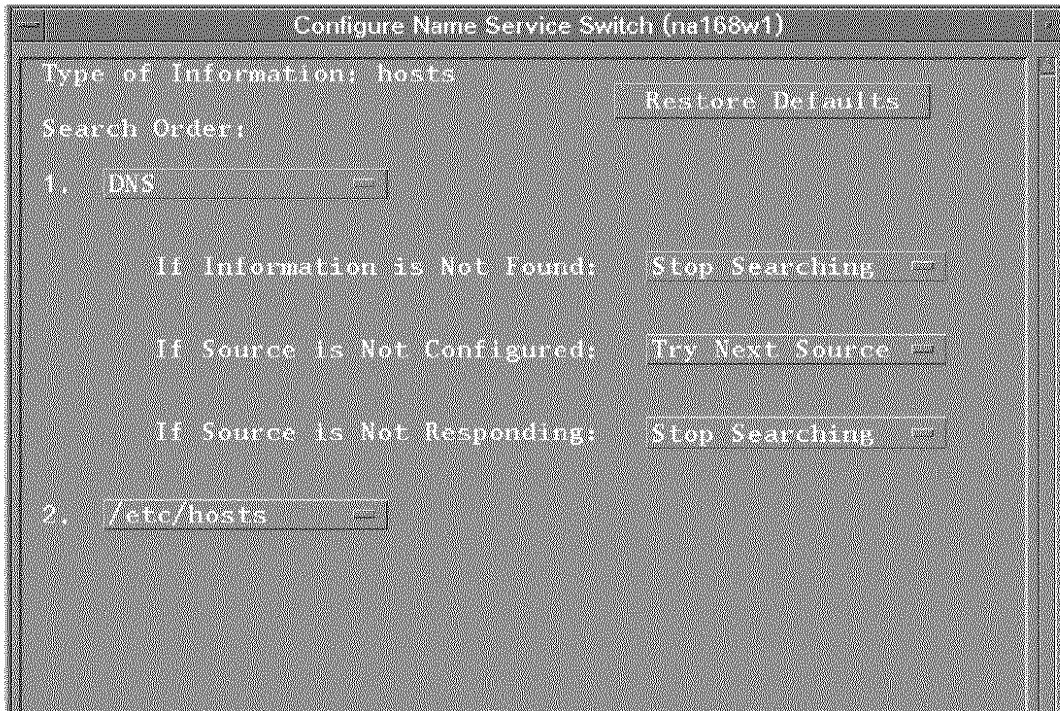 Configure Name Service Switch (na168w1)
Type of Information: hosts
Restore Defaults
Search Order:
1. DNS
If Information is Not Found: Stop Searching
If Source is Not Configured: Try Next Source
If Source is Not Responding: Stop Searching
2. /etc/hosts